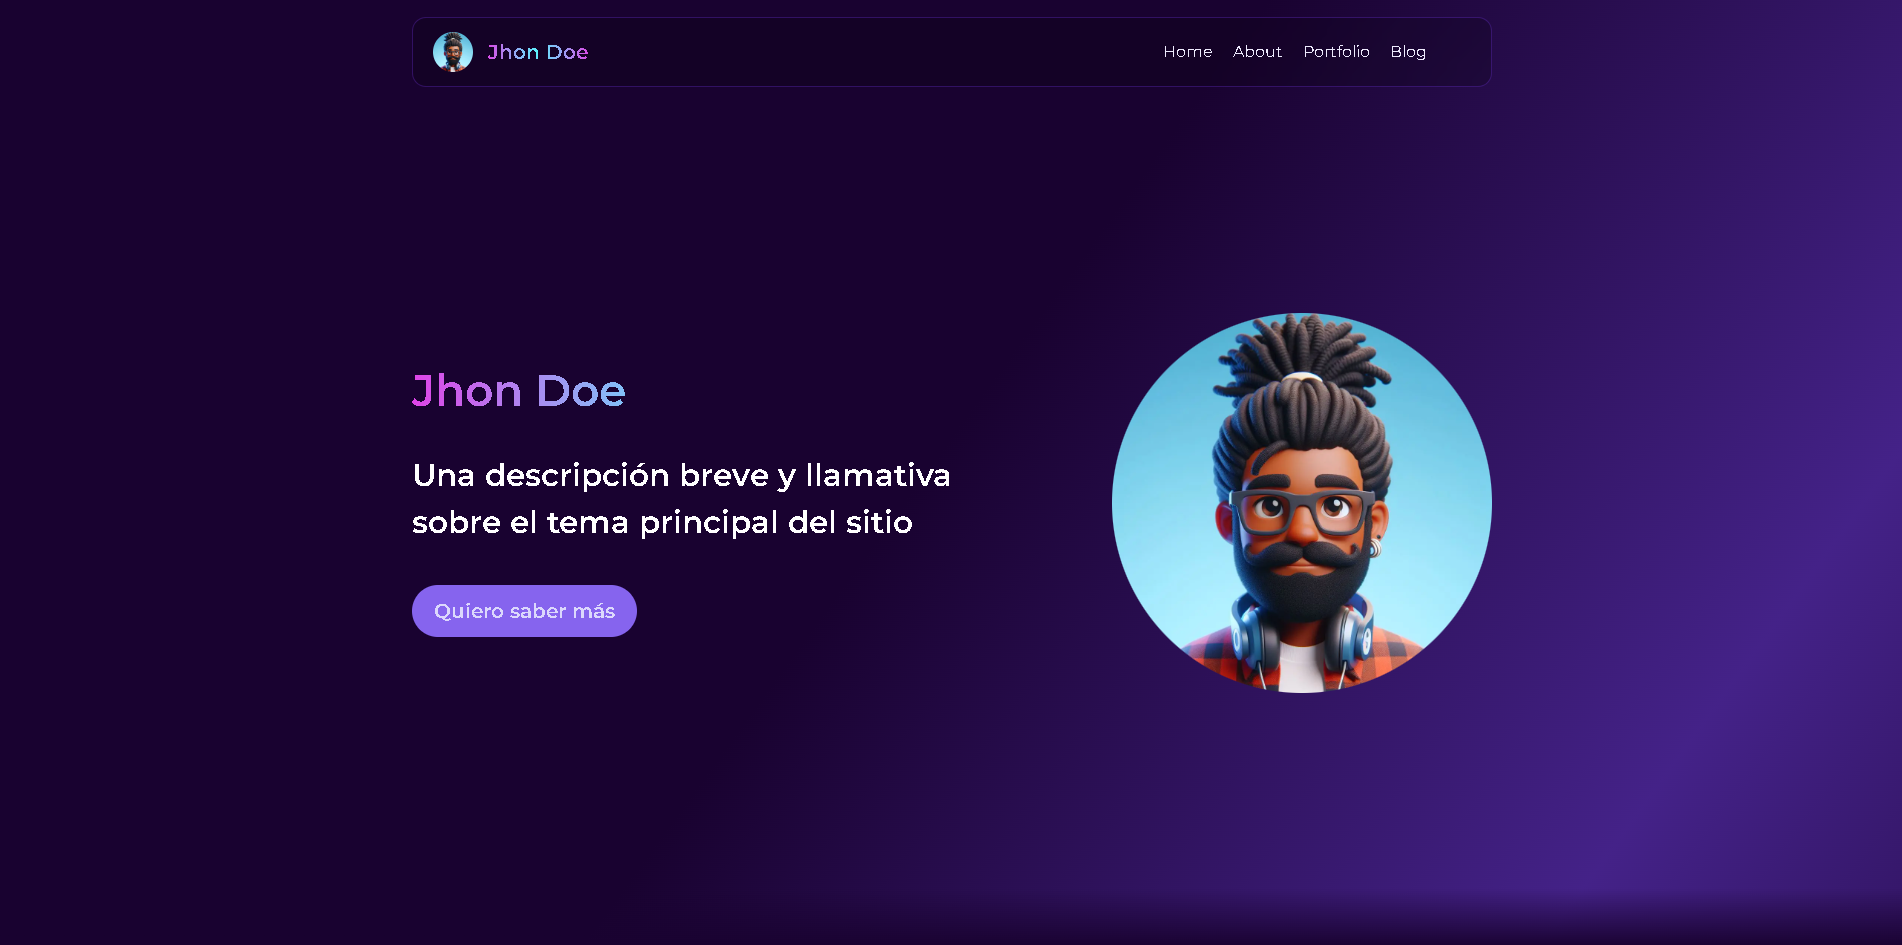 Jhon Doe
Home About Portfolio Blog
Jhon Doe
Una descripción breve y llamativa
sobre el tema principal del sitio
Quiero saber más